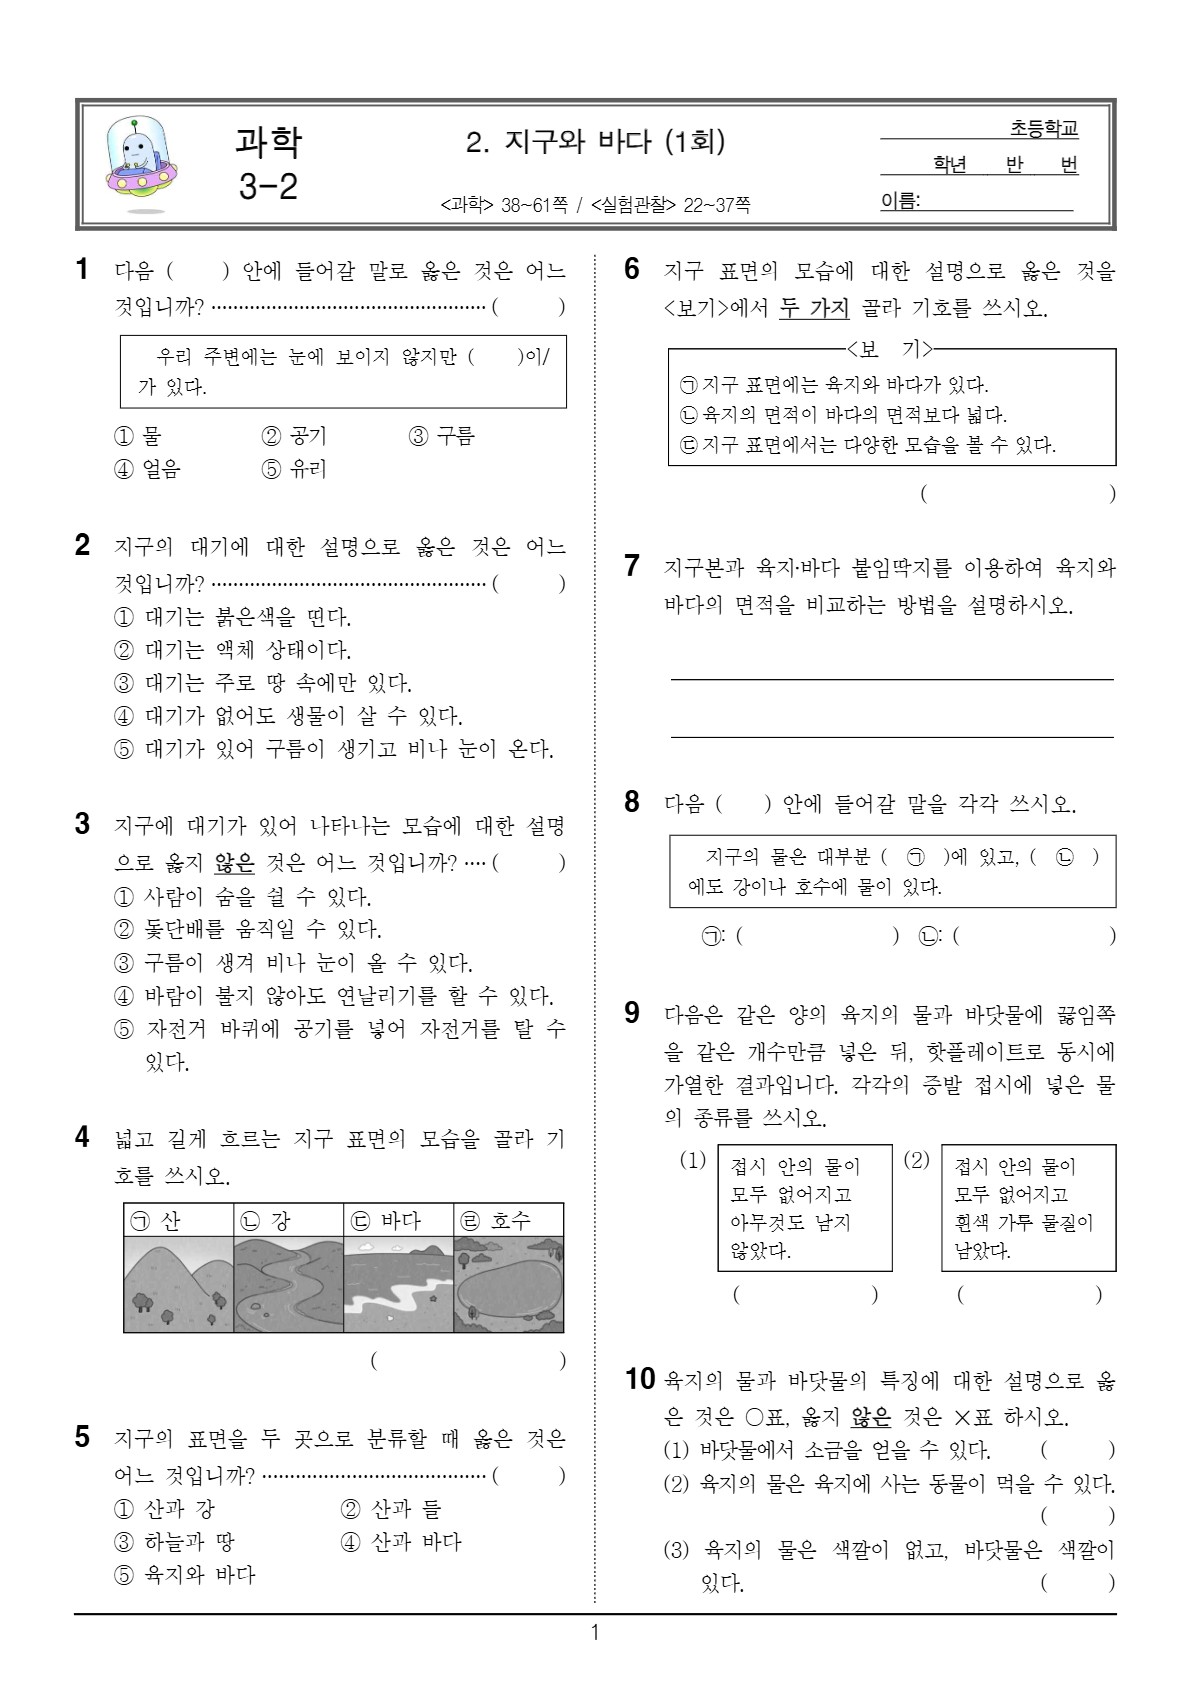 과학
3-2
2. 지구와 바다 (1회)
<과학> 38~61쪽 / <실험관찰> 22~37쪽
초등학교
학년 반 번
이름:
1 다음 ( ) 안에 들어갈 말로 옳은 것은 어느
것입니까? ·················································· ( )
우리 주변에는 눈에 보이지 않지만 ( )이/
가 있다.
① 물 ② 공기 ③ 구름
④ 얼음 ⑤ 유리
2 지구의 대기에 대한 설명으로 옳은 것은 어느
것입니까? ·················································· ( )
① 대기는 붉은색을 띤다.
② 대기는 액체 상태이다.
③ 대기는 주로 땅 속에만 있다.
④ 대기가 없어도 생물이 살 수 있다.
⑤ 대기가 있어 구름이 생기고 비나 눈이 온다.
3 지구에 대기가 있어 나타나는 모습에 대한 설명
으로 옳지 않은 것은 어느 것입니까? ···· ( )
① 사람이 숨을 쉴 수 있다.
② 돛단배를 움직일 수 있다.
③ 구름이 생겨 비나 눈이 올 수 있다.
④ 바람이 불지 않아도 연날리기를 할 수 있다.
⑤ 자전거 바퀴에 공기를 넣어 자전거를 탈 수
있다.
4 넓고 길게 흐르는 지구 표면의 모습을 골라 기
호를 쓰시오.
㉠ 산 ㉡ 강 ㉢ 바다 ㉣ 호수
( )
5 지구의 표면을 두 곳으로 분류할 때 옳은 것은
어느 것입니까? ········································· ( )
① 산과 강 ② 산과 들
③ 하늘과 땅 ④ 산과 바다
⑤ 육지와 바다
6 지구 표면의 모습에 대한 설명으로 옳은 것을
<보기>에서 두 가지 골라 기호를 쓰시오.
<보 기>
㉠ 지구 표면에는 육지와 바다가 있다.
㉡ 육지의 면적이 바다의 면적보다 넓다.
㉢ 지구 표면에서는 다양한 모습을 볼 수 있다.
( )
7 지구본과 육지·바다 붙임딱지를 이용하여 육지와
바다의 면적을 비교하는 방법을 설명하시오.
8 다음 ( ) 안에 들어갈 말을 각각 쓰시오.
지구의 물은 대부분 ( ㉠ )에 있고, ( ㉡ )
에도 강이나 호수에 물이 있다.
㉠: ( ) ㉡: ( )
9 다음은 같은 양의 육지의 물과 바닷물에 끓임쪽
을 같은 개수만큼 넣은 뒤, 핫플레이트로 동시에
가열한 결과입니다. 각각의 증발 접시에 넣은 물
의 종류를 쓰시오.
(1) 접시 안의 물이
모두 없어지고
아무것도 남지
않았다.
( )
(2) 접시 안의 물이
모두 없어지고
흰색 가루 물질이
남았다.
( )
10 육지의 물과 바닷물의 특징에 대한 설명으로 옳
은 것은 ○표, 옳지 않은 것은 ×표 하시오.
(1) 바닷물에서 소금을 얻을 수 있다. ( )
(2) 육지의 물은 육지에 사는 동물이 먹을 수 있다.
( )
(3) 육지의 물은 색깔이 없고, 바닷물은 색깔이
있다. ( )
1